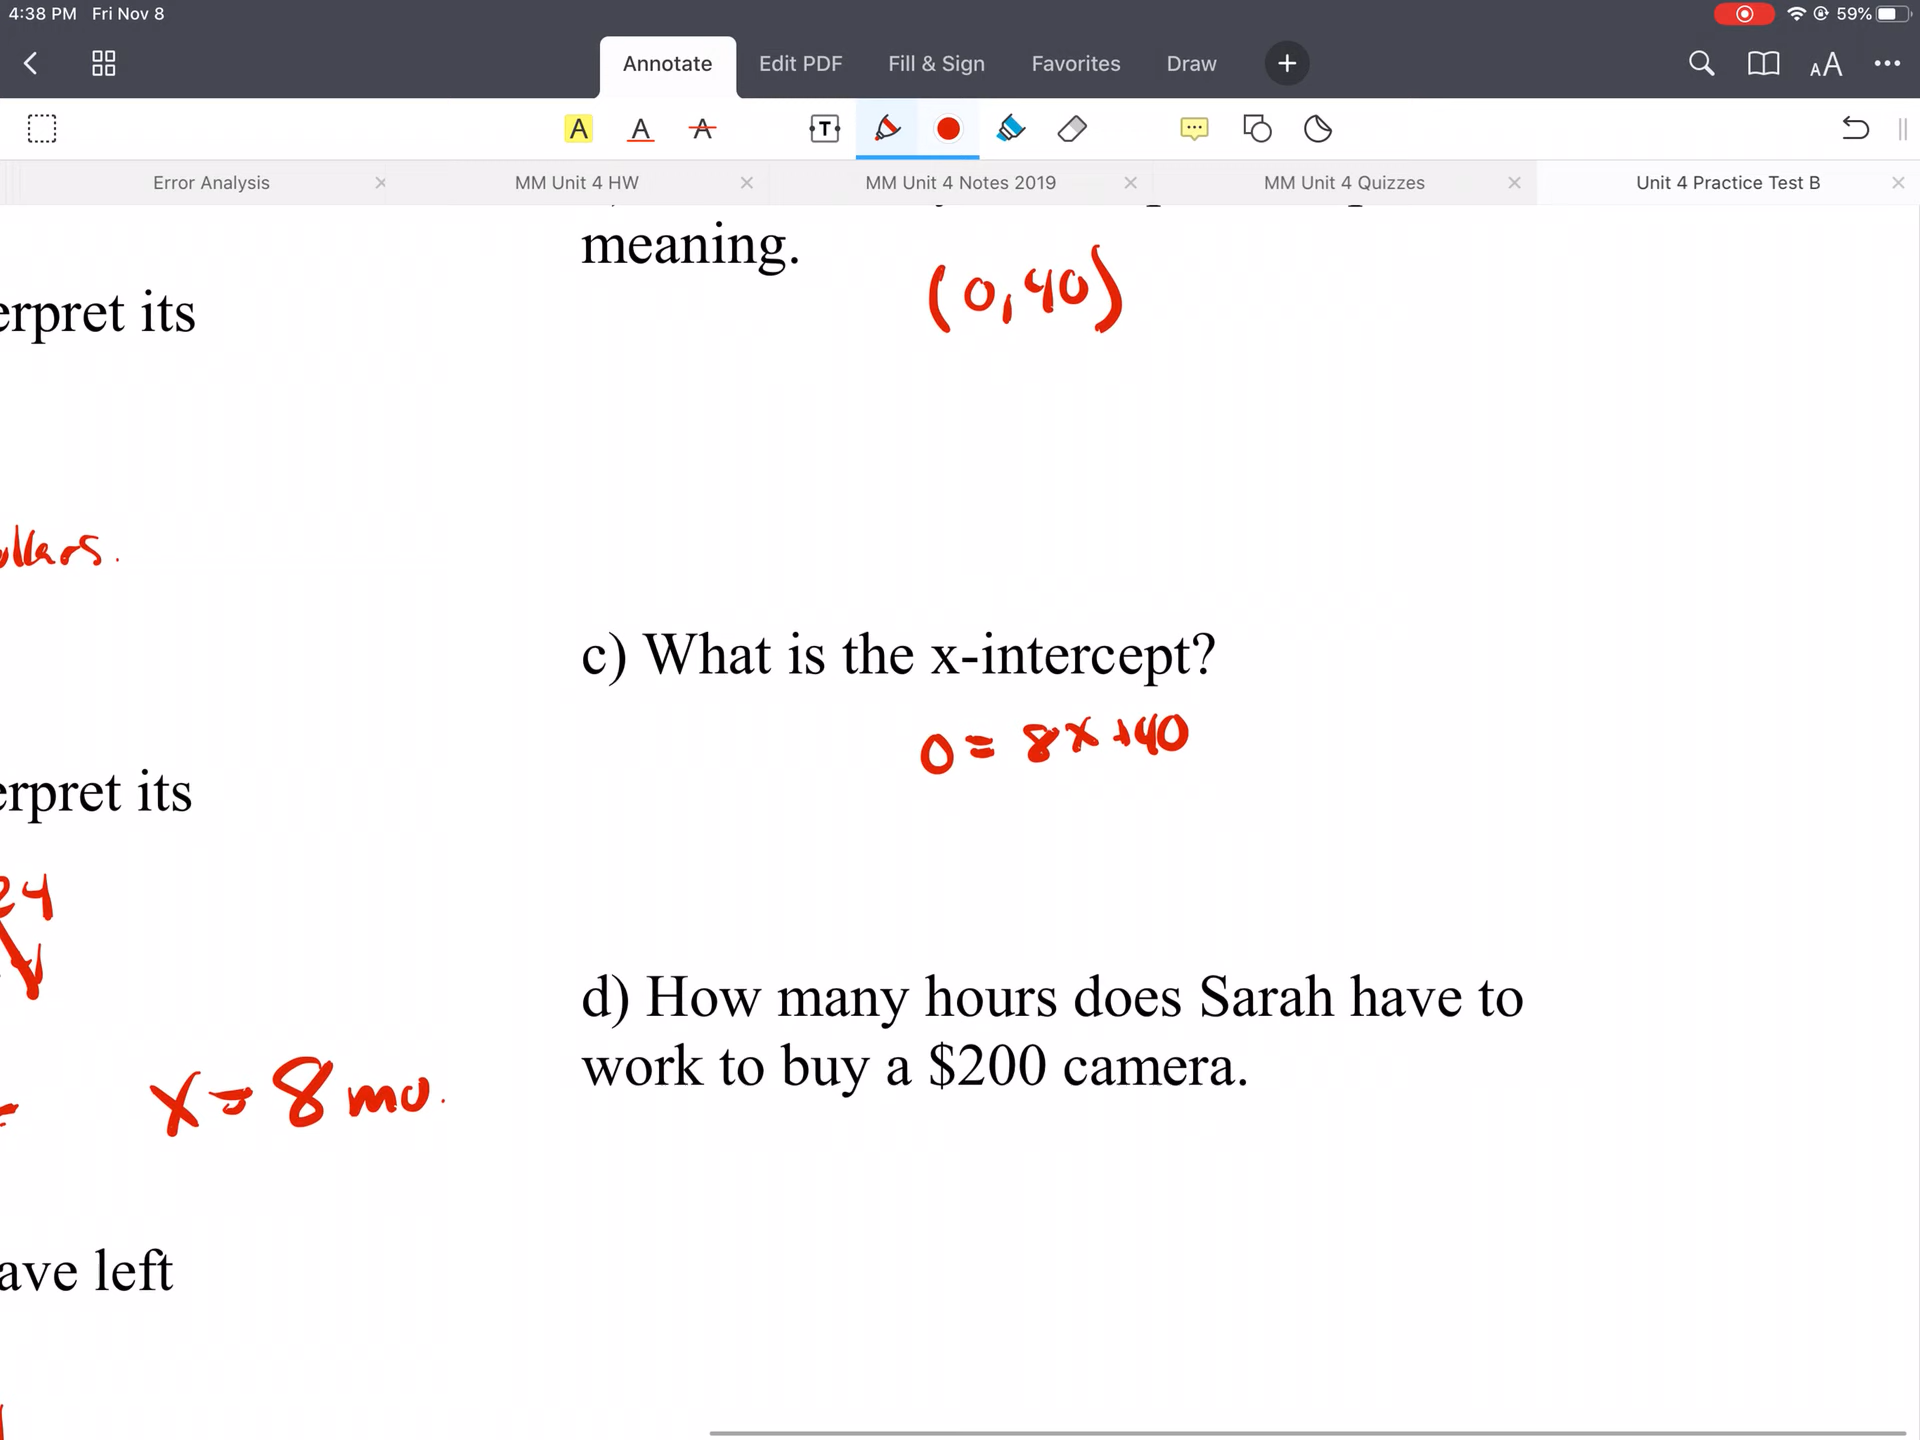 4:38 PM Fri Nov 8
59%
Annotate Edit PDF Fill & Sign Favorites Draw
A A A T
AA
Error Analysis MM Unit 4 HW MM Unit 4 Notes 2019 MM Unit 4 Quizzes Unit 4 Practice Test B
meaning.
(0,40)
erpret its
ollars.
c) What is the x-intercept?
0 = 8x+40
erpret its
24
d) How many hours does Sarah have to
work to buy a $200 camera.
x = 8 mo.
ave left